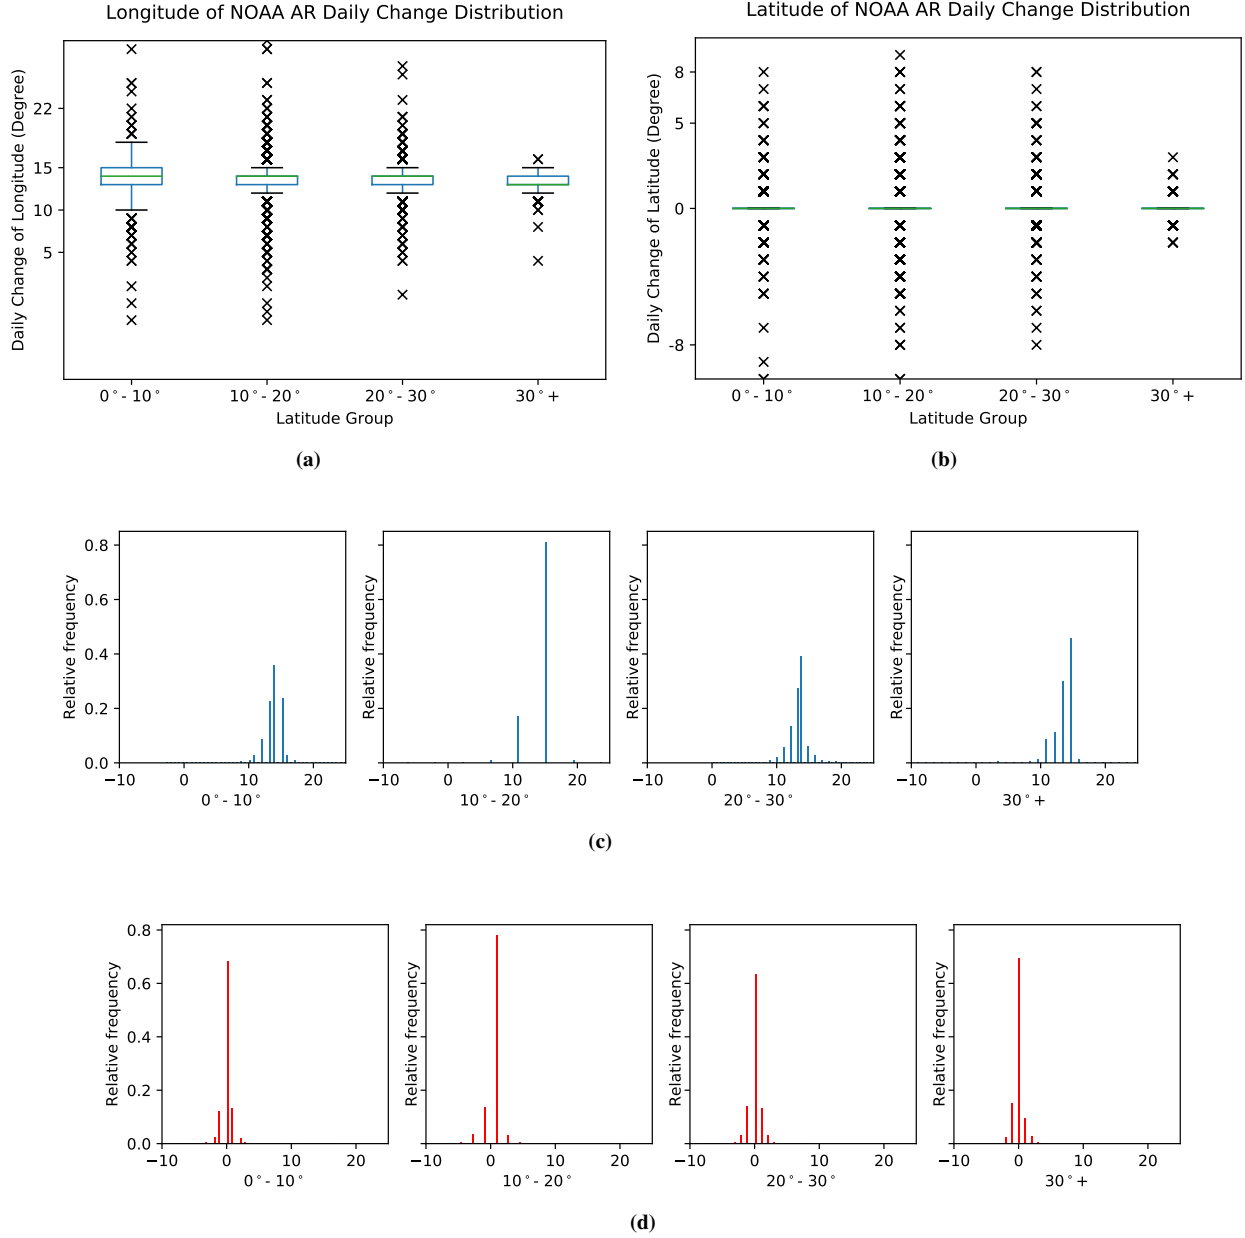 Longitude of NOAA AR Daily Change Distribution
Daily Change of Longitude (Degree)
22
15
10
5
0°- 10°
10°- 20°
20°- 30°
30°+
Latitude Group
(a)
Latitude of NOAA AR Daily Change Distribution
Daily Change of Latitude (Degree)
8
5
0
-8
0°- 10°
10°- 20°
20°- 30°
30°+
Latitude Group
(b)
Relative frequency
0.8
0.6
0.4
0.2
0.0
−10 0 10 20
0°- 10°
Relative frequency
−10 0 10 20
10°- 20°
Relative frequency
−10 0 10 20
20°- 30°
Relative frequency
−10 0 10 20
30°+
(c)
Relative frequency
0.8
0.6
0.4
0.2
0.0
−10 0 10 20
0°- 10°
Relative frequency
−10 0 10 20
10°- 20°
Relative frequency
−10 0 10 20
20°- 30°
Relative frequency
−10 0 10 20
30°+
(d)